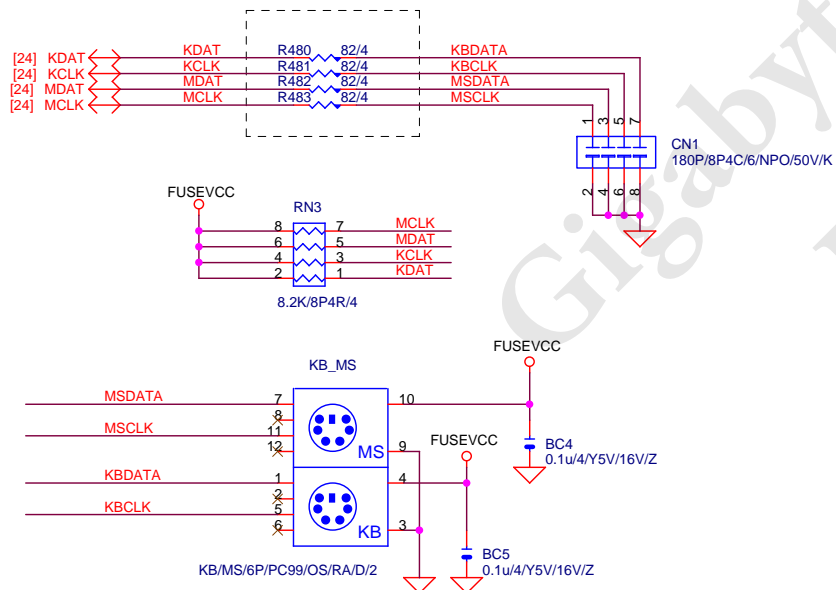 [24] KDAT KDAT R480 82/4 KBDATA
[24] KCLK KCLK R481 82/4 KBCLK
[24] MDAT MDAT R482 82/4 MSDATA
[24] MCLK MCLK R483 82/4 MSCLK
1 3 5 7
CN1
180P/8P4C/6/NPO/50V/K
2 4 6 8
FUSEVCC
RN3
8 7 MCLK
6 5 MDAT
4 3 KCLK
2 1 KDAT
8.2K/8P4R/4
Gigabyt
FUSEVCC
KB_MS
MSDATA 7 10
8
MSCLK 11
12 MS 9
FUSEVCC
BC4
0.1u/4/Y5V/16V/Z
KBDATA 1 4
2
KBCLK 5
6 KB 3
BC5
0.1u/4/Y5V/16V/Z
KB/MS/6P/PC99/OS/RA/D/2